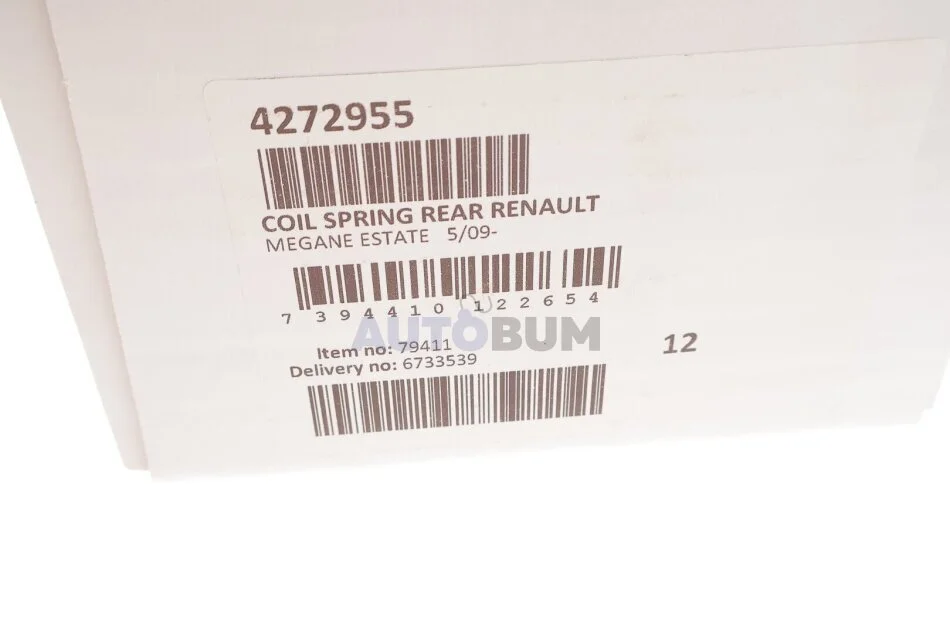 4272955
COIL SPRING REAR RENAULT
MEGANE ESTATE 5/09-
7 394410 122654
AUTOBUM
Item no: 79411
12
Delivery no: 6733539